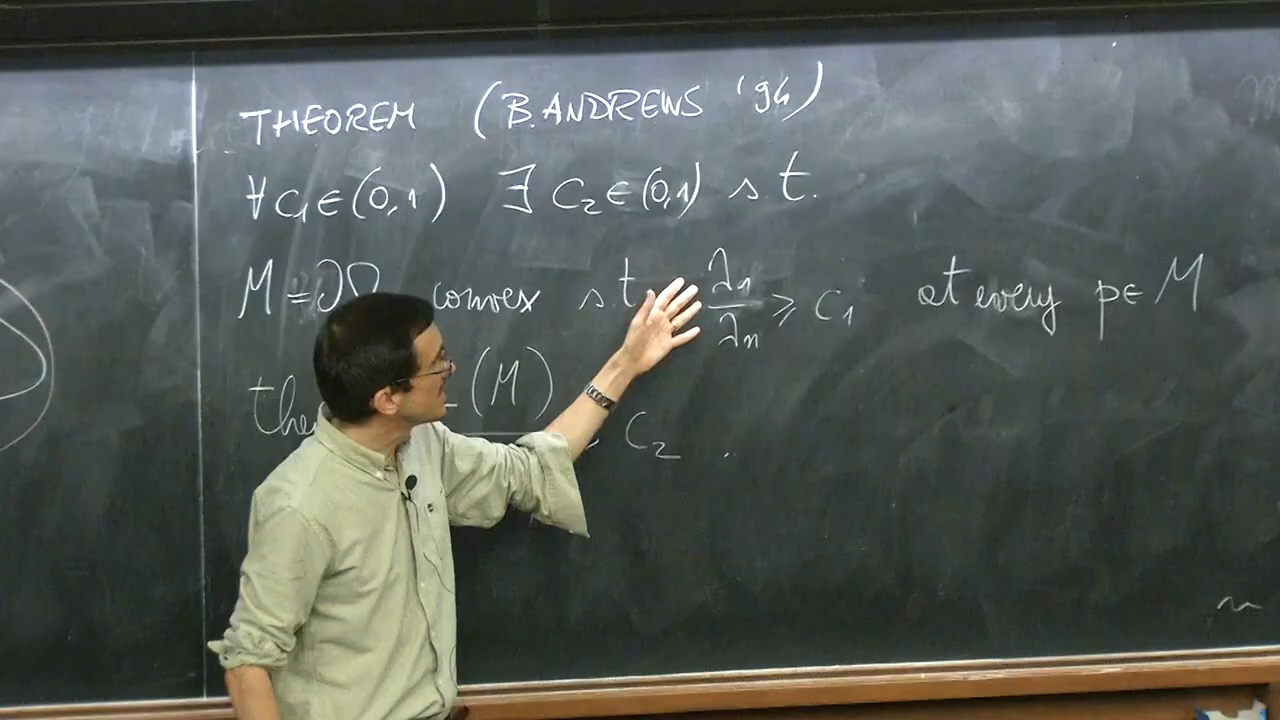 THEOREM (B. ANDREWS '94)
∀ C₁ ∈ (0,1) ∃ C₂ ∈ (0,1) s.t.
M = ∂Ω convex s.t. λ₁/λₙ ≥ C₁ at every p ∈ M
(M) C₂ .